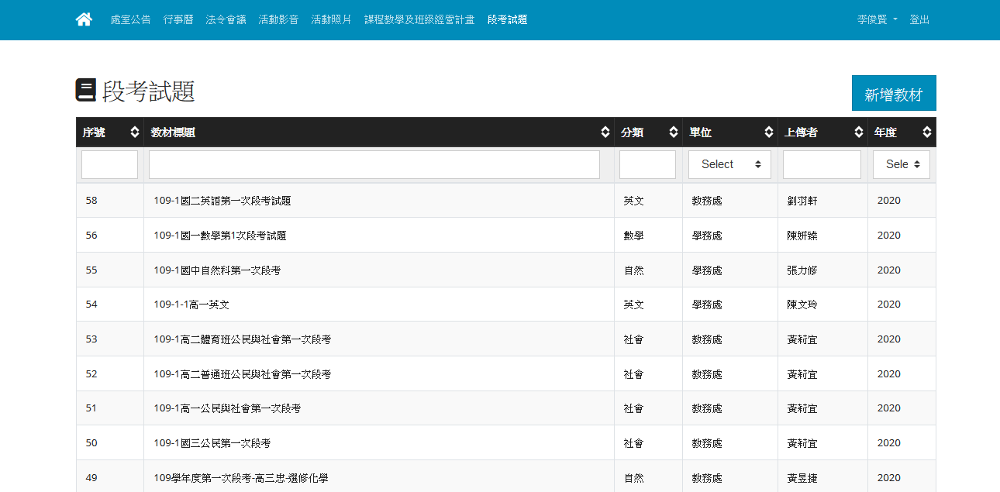 處室公告 行事曆 法令會議 活動影音 活動照片 課程教學及班級經營計畫 段考試題 李俊賢 登出
段考試題 新增教材
序號 教材標題 分類 單位 上傳者 年度
Select Sele
58 109-1國二英語第一次段考試題 英文 教務處 劉羽軒 2020
56 109-1國一數學第1次段考試題 數學 學務處 陳妍臻 2020
55 109-1國中自然科第一次段考 自然 學務處 張力修 2020
54 109-1-1高一英文 英文 學務處 陳文玲 2020
53 109-1高二體育班公民與社會第一次段考 社會 教務處 黃莉宜 2020
52 109-1高二普通班公民與社會第一次段考 社會 教務處 黃莉宜 2020
51 109-1高一公民與社會第一次段考 社會 教務處 黃莉宜 2020
50 109-1國三公民第一次段考 社會 教務處 黃莉宜 2020
49 109學年度第一次段考-高三忠-選修化學 自然 教務處 黃昱捷 2020